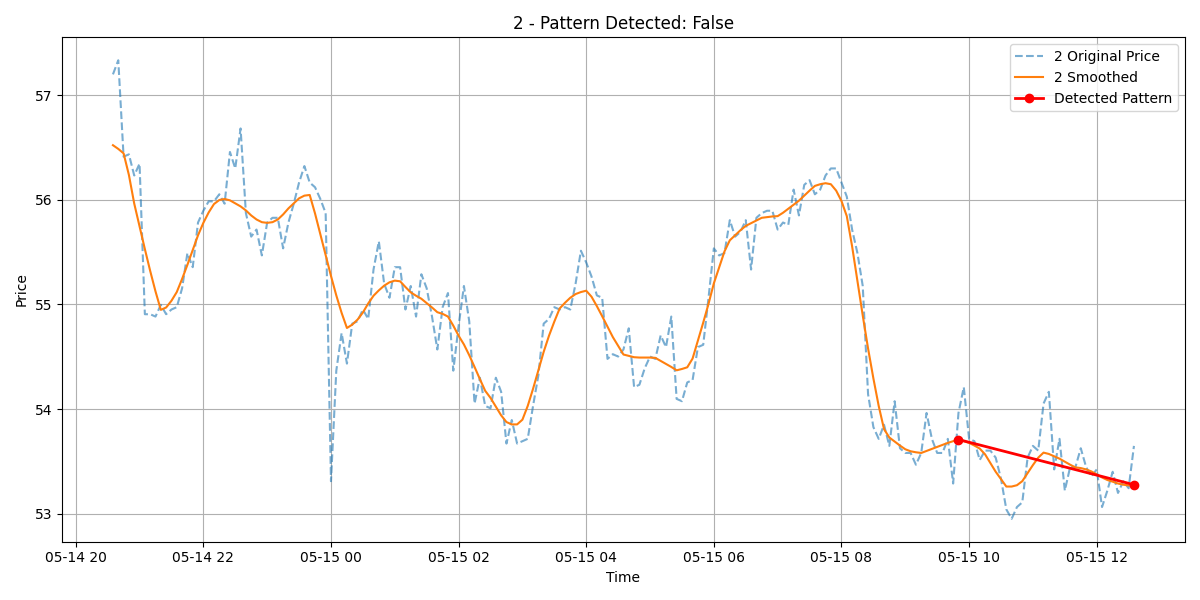 2 - Pattern Detected: False
2 Original Price
2 Smoothed
Detected Pattern
Price
57
56
55
54
53
05-14 20
05-14 22
05-15 00
05-15 02
05-15 04
05-15 06
05-15 08
05-15 10
05-15 12
Time